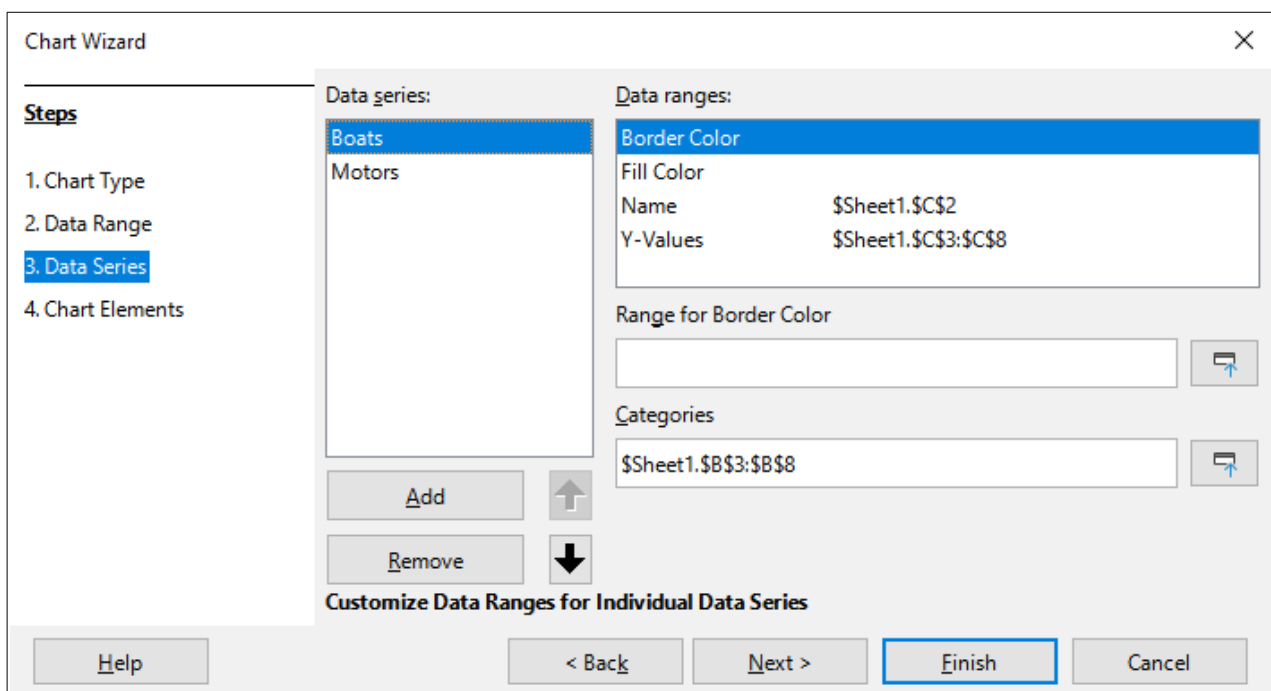 Chart Wizard
Steps
1. Chart Type
2. Data Range
3. Data Series
4. Chart Elements
Data series:
Boats
Motors
Add
Remove
Data ranges:
Border Color
Fill Color
Name $Sheet1.$C$2
Y-Values $Sheet1.$C$3:$C$8
Range for Border Color
Categories
$Sheet1.$B$3:$B$8
Customize Data Ranges for Individual Data Series
Help < Back Next > Finish Cancel